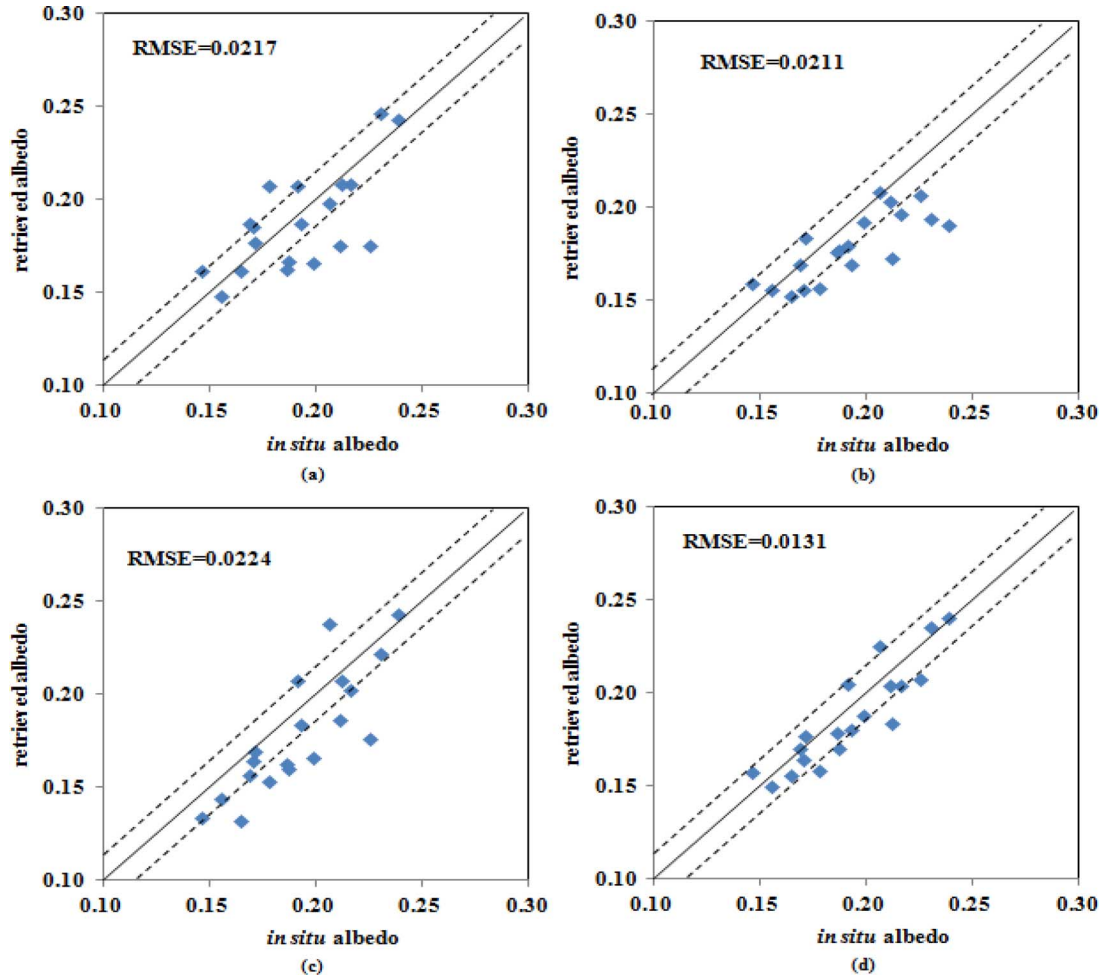 0.30
RMSE=0.0217
0.25
0.20
0.15
0.10
retrieved albedo
0.10 0.15 0.20 0.25 0.30
in situ albedo
(a)
0.30
RMSE=0.0211
0.25
0.20
0.15
0.10
retrieved albedo
0.10 0.15 0.20 0.25 0.30
in situ albedo
(b)
0.30
RMSE=0.0224
0.25
0.20
0.15
0.10
retrieved albedo
0.10 0.15 0.20 0.25 0.30
in situ albedo
(c)
0.30
RMSE=0.0131
0.25
0.20
0.15
0.10
retrieved albedo
0.10 0.15 0.20 0.25 0.30
in situ albedo
(d)